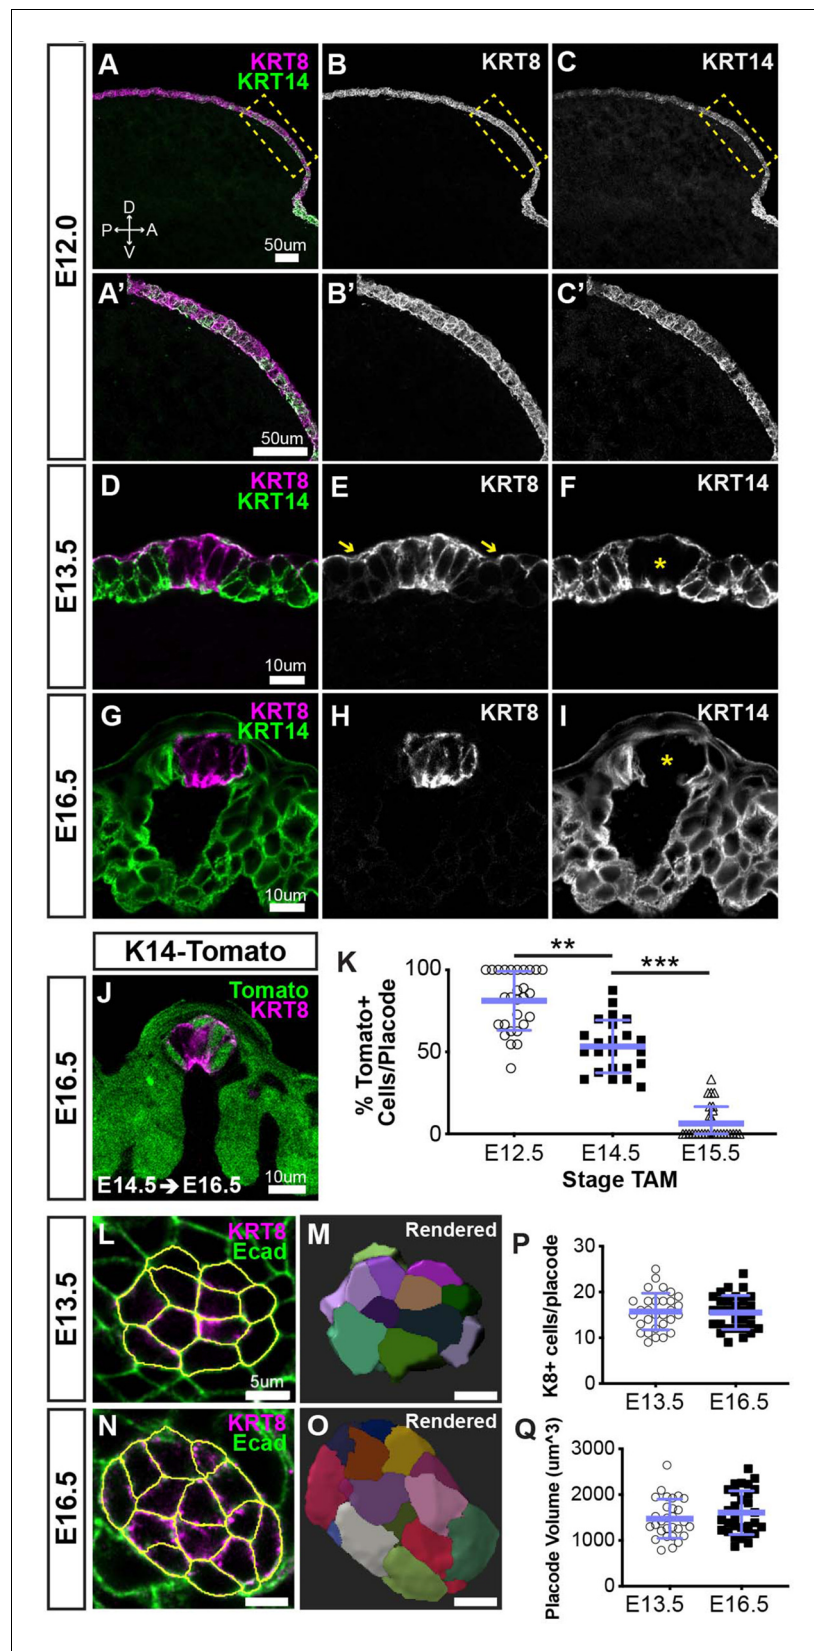 E12.0
A
KRT8
KRT14
B
KRT8
C
KRT14
D
P A
V
50um
A'
50um
B'
C'
E13.5
D
KRT8
KRT14
10um
E
KRT8
F
KRT14
*
E16.5
G
KRT8
KRT14
10um
H
KRT8
I
KRT14
*
K14-Tomato
E16.5
J
Tomato
KRT8
E14.5➔E16.5
10um
K
% Tomato+
Cells/Placode
100
50
0
**
***
E12.5 E14.5 E15.5
Stage TAM
E13.5
L
KRT8
Ecad
5um
M
Rendered
E16.5
N
KRT8
Ecad
O
Rendered
P
K8+ cells/placode
30
20
10
0
E13.5 E16.5
Q
Placode Volume (um^3)
3000
2000
1000
0
E13.5 E16.5